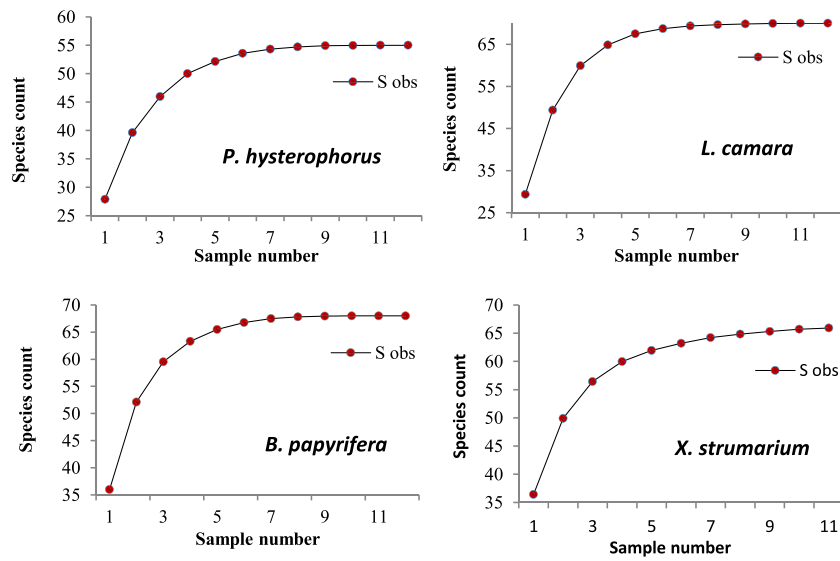 60
55
50
45
40
35
30
25
Species count
S obs
P. hysterophorus
1 3 5 7 9 11
Sample number
65
55
45
35
25
Species count
S obs
L. camara
1 3 5 7 9 11
Sample number
70
65
60
55
50
45
40
35
Species count
S obs
B. papyrifera
1 3 5 7 9 11
Sample number
70
65
60
55
50
45
40
35
Species count
S obs
X. strumarium
1 3 5 7 9 11
Sample number